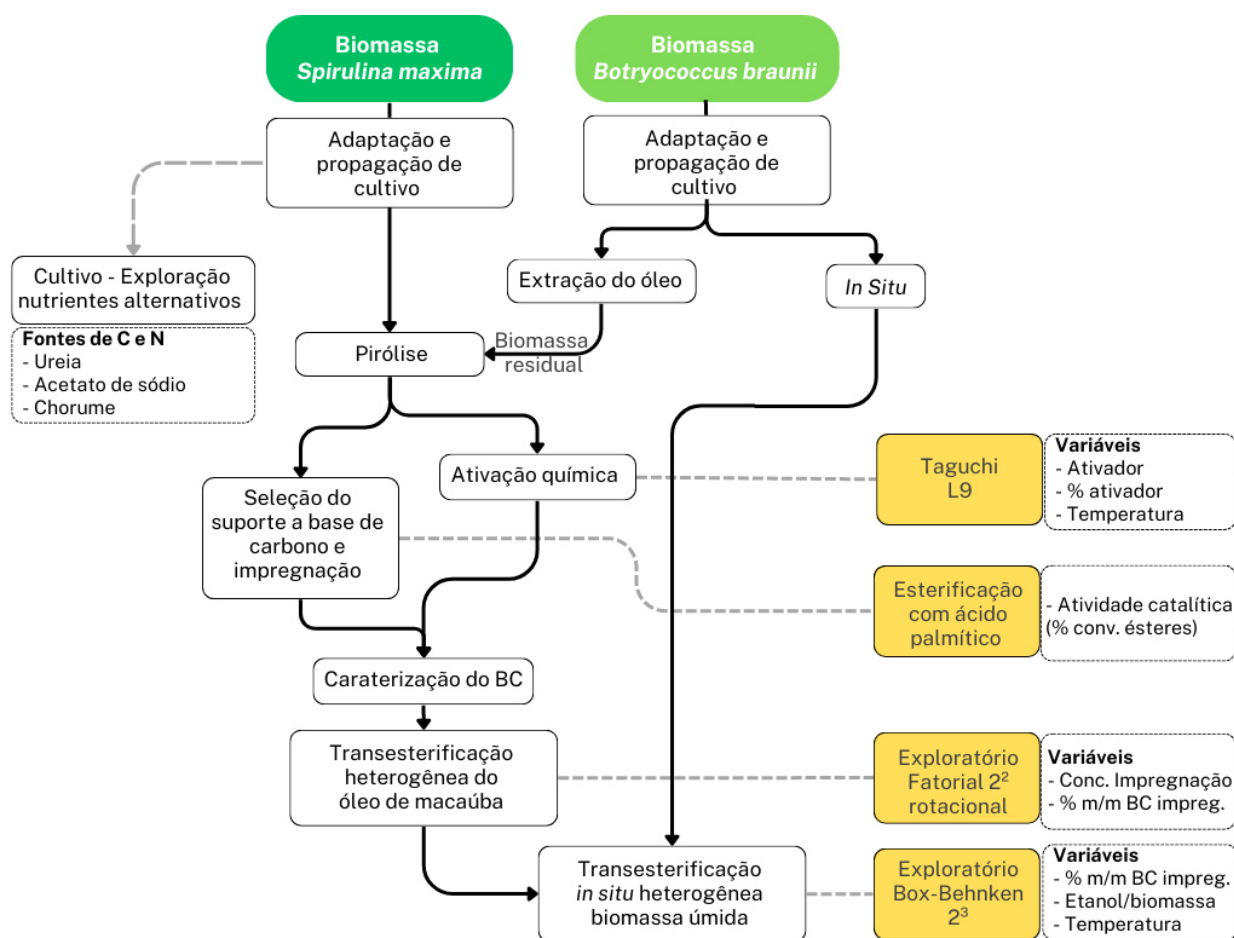 Biomassa
Spirulina maxima
Biomassa
Botryococcus braunii
Adaptação e
propagação de
cultivo
Adaptação e
propagação de
cultivo
Cultivo - Exploração
nutrientes alternativos
Extração do óleo
In Situ
Fontes de C e N
- Ureia
- Acetato de sódio
- Chorume
Pirólise
Biomassa
residual
Seleção do
suporte a base de
carbono e
impregnação
Ativação química
Taguchi
L9
Variáveis
- Ativador
- % ativador
- Temperatura
Esterificação
com ácido
palmítico
- Atividade catalítica
(% conv. ésteres)
Caraterização do BC
Transesterificação
heterogênea do
óleo de macaúba
Exploratório
Fatorial 2²
rotacional
Variáveis
- Conc. Impregnação
- % m/m BC impreg.
Transesterificação
in situ heterogênea
biomassa úmida
Exploratório
Box-Behnken
2³
Variáveis
- % m/m BC impreg.
- Etanol/biomassa
- Temperatura